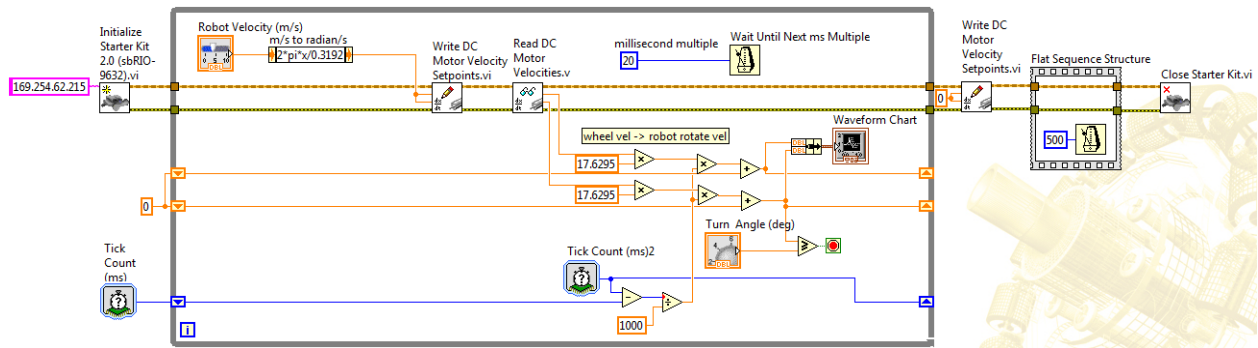 Initialize
Starter Kit
2.0 (sbRIO-
9632).vi
169.254.62.215
Robot Velocity (m/s)
DBL
m/s to radian/s
2*pi*x/0.3192
Write DC
Motor Velocity
Setpoints.vi
Read DC
Motor
Velocities.v
millisecond multiple
20
Wait Until Next ms Multiple
Write DC
Motor
Velocity
Setpoints.vi
0
Flat Sequence Structure
500
Close Starter Kit.vi
wheel vel -> robot rotate vel
Waveform Chart
DBL
DBL
17.6295
17.6295
0
Turn Angle (deg)
DBL
Tick
Count
(ms)
Tick Count (ms)2
1000
i